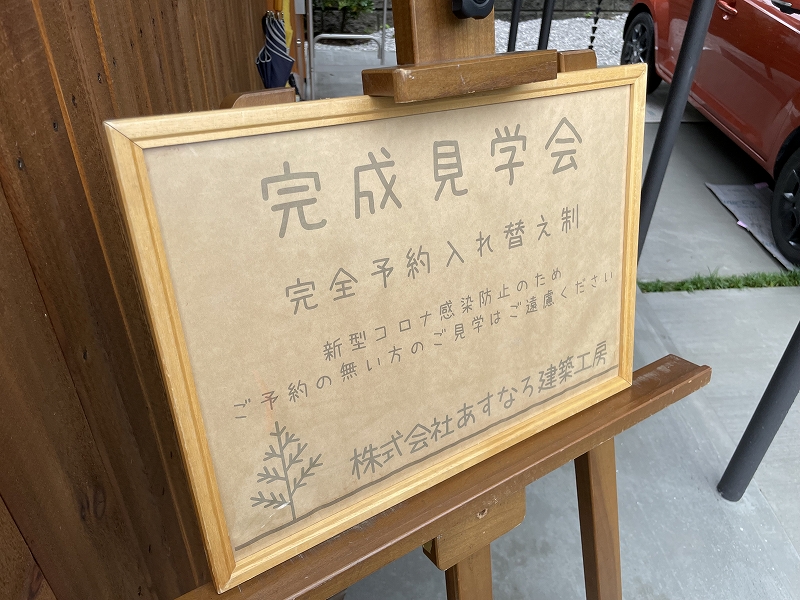 完成見学会
完全予約入れ替え制
新型コロナ感染防止のため
ご予約の無い方のご見学はご遠慮ください
株式会社あすなろ建築工房